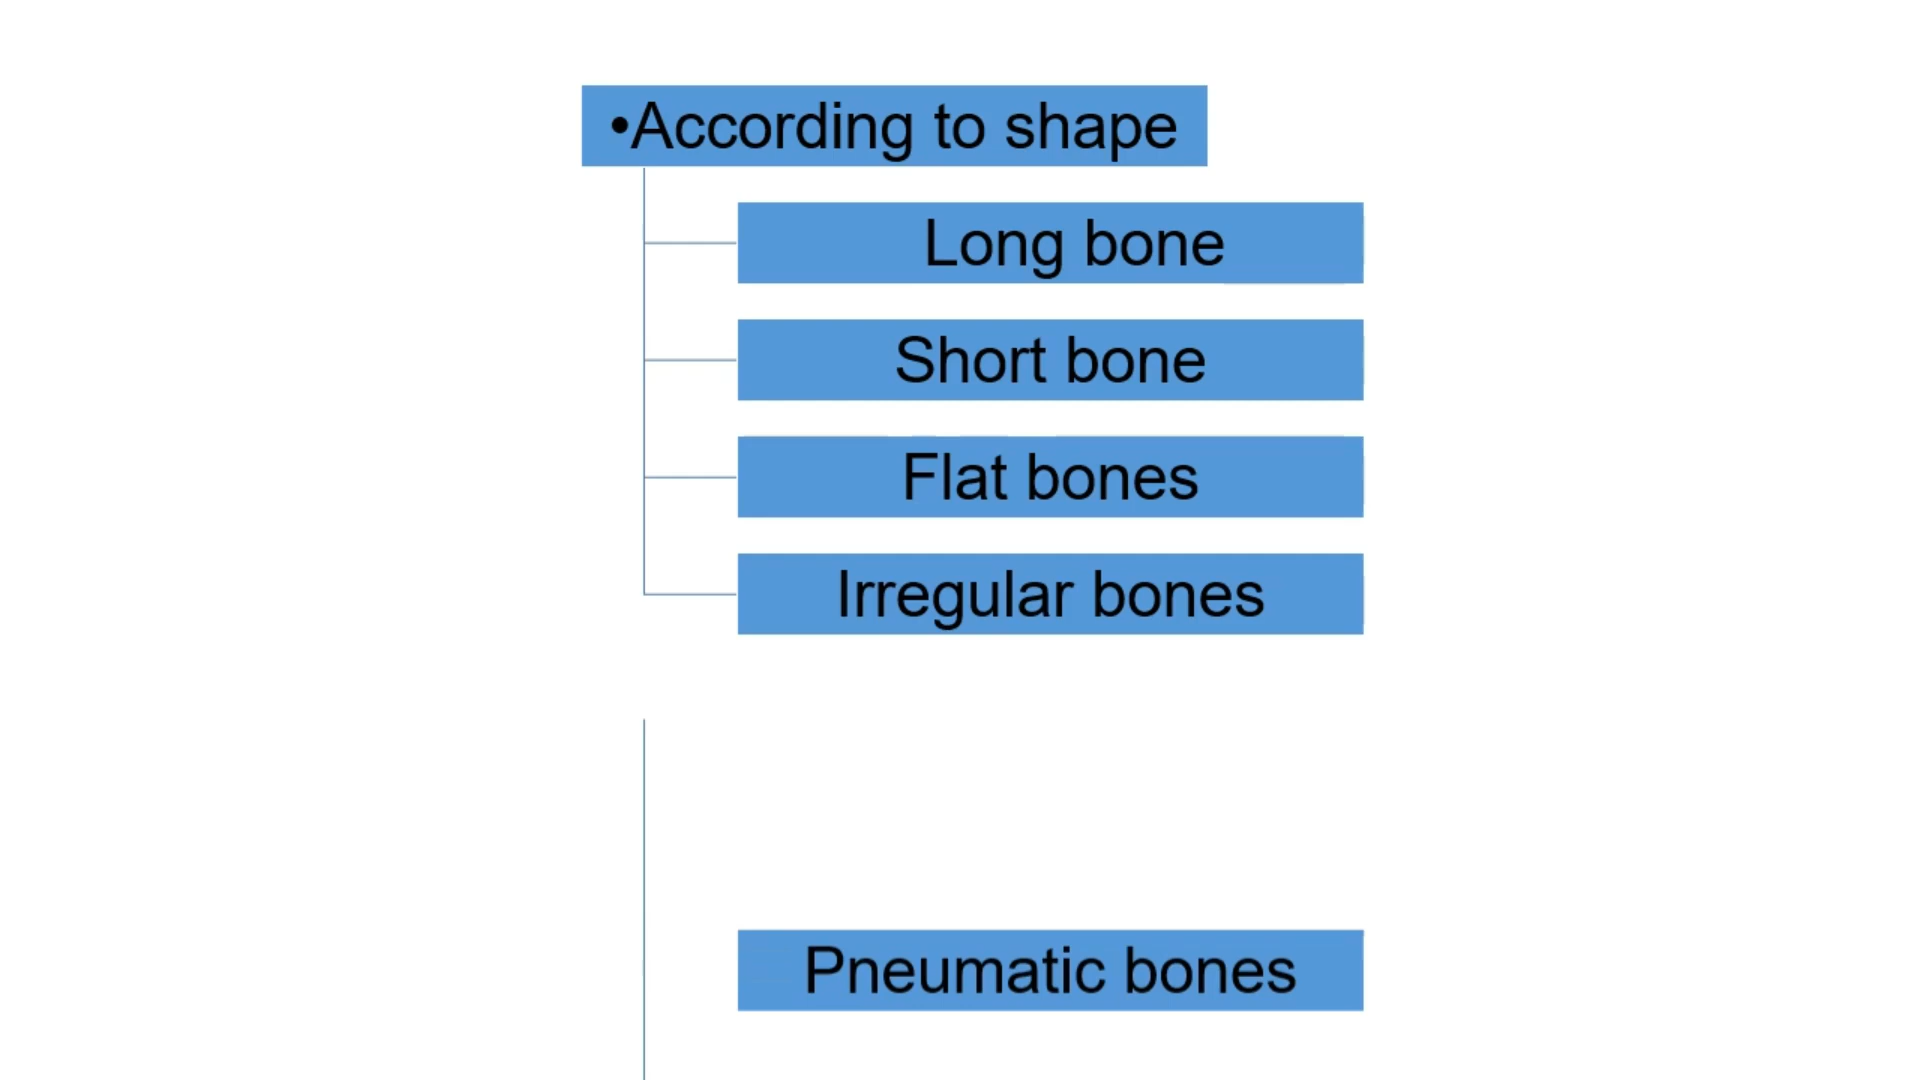 •According to shape
Long bone
Short bone
Flat bones
Irregular bones
Pneumatic bones